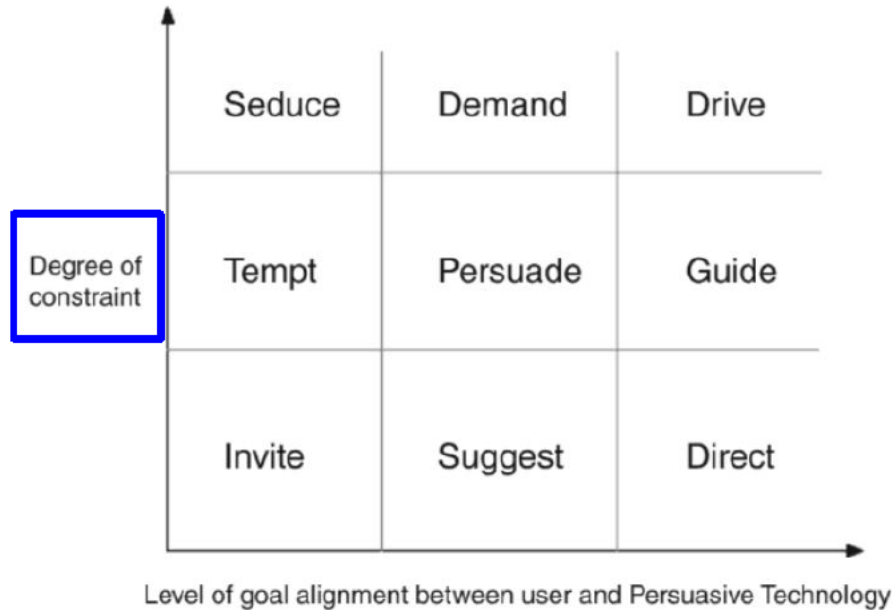 Seduce Demand Drive
Degree of
constraint
Tempt Persuade Guide
Invite Suggest Direct
Level of goal alignment between user and Persuasive Technology